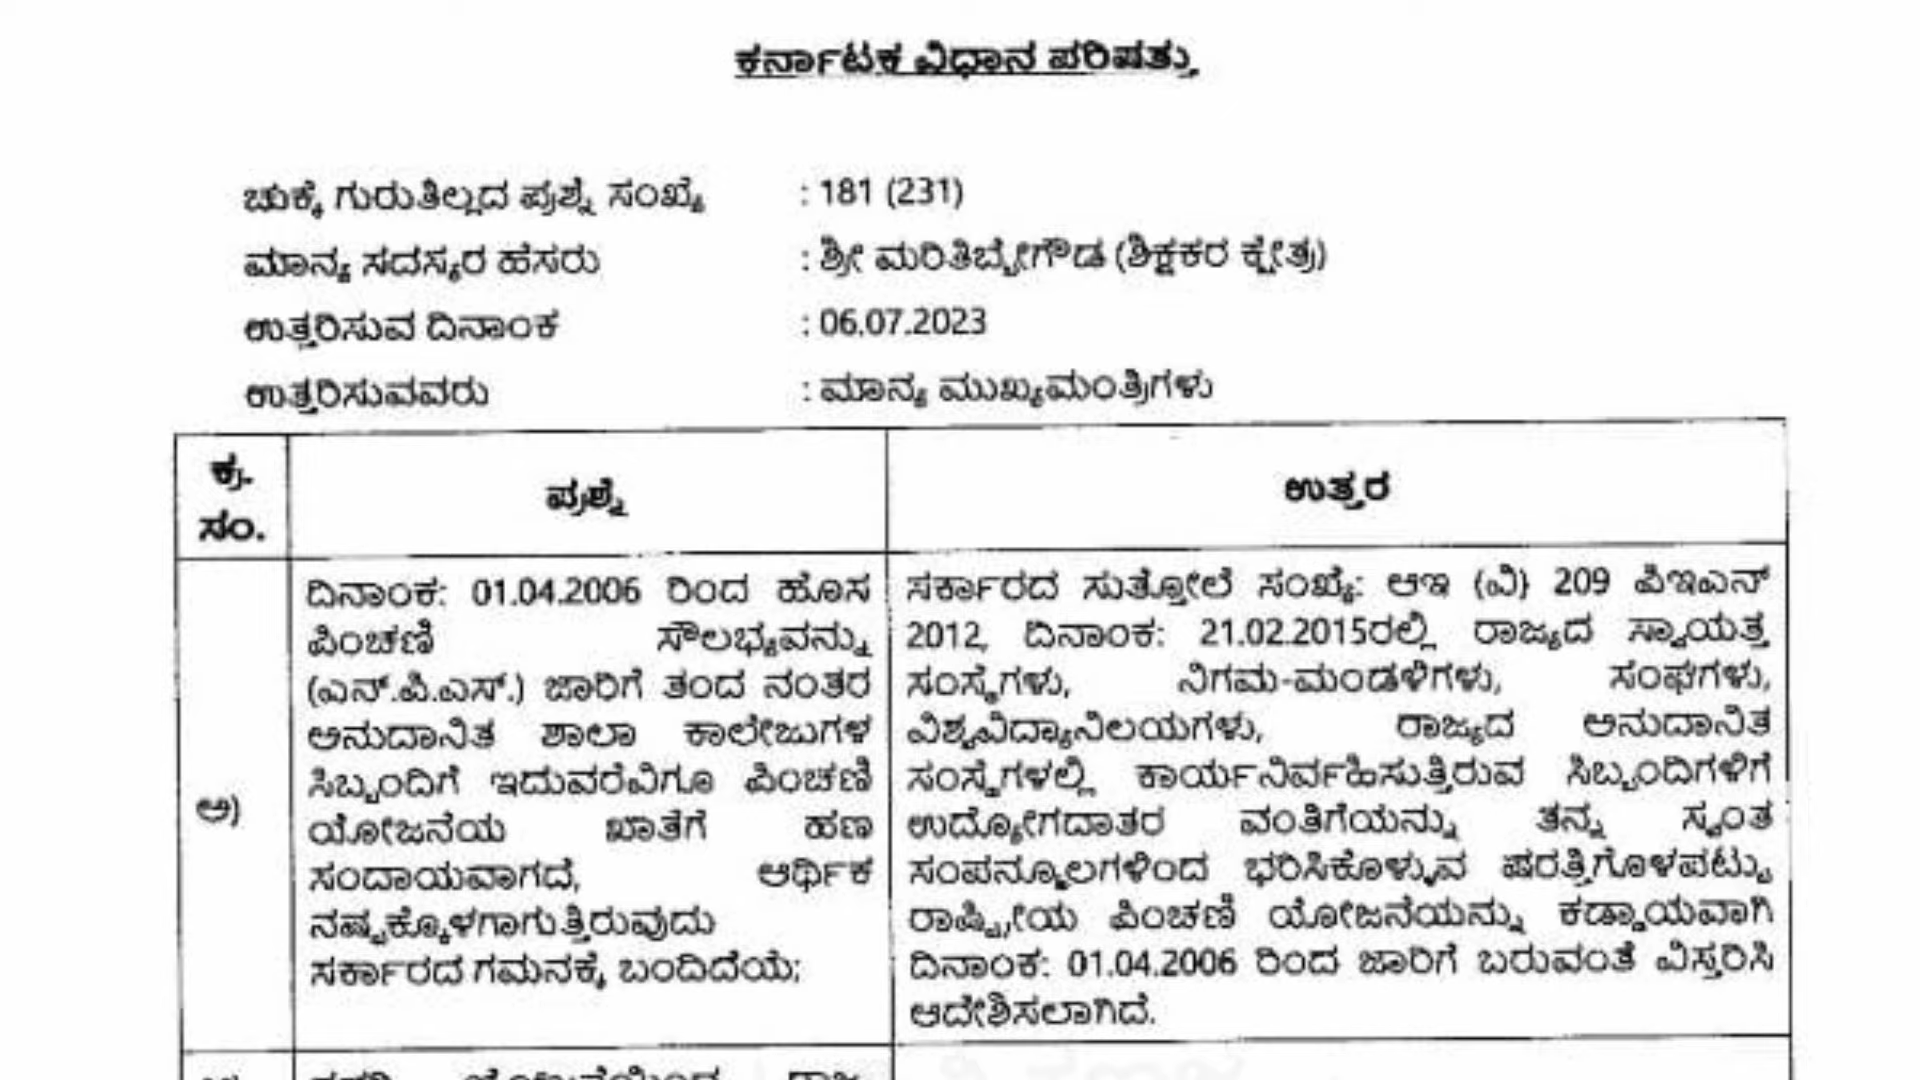 ಕರ್ನಾಟಕ ವಿಧಾನ ಪರಿಷತ್ತು
ಚುಕ್ಕೆ ಗುರುತಿಲ್ಲದ ಪ್ರಶ್ನೆ ಸಂಖ್ಯೆ : 181 (231)
ಮಾನ್ಯ ಸದಸ್ಯರ ಹೆಸರು : ಶ್ರೀ ಮರಿತಿಬ್ಬೇಗೌಡ (ಶಿಕ್ಷಕರ ಕ್ಷೇತ್ರ)
ಉತ್ತರಿಸುವ ದಿನಾಂಕ : 06.07.2023
ಉತ್ತರಿಸುವವರು : ಮಾನ್ಯ ಮುಖ್ಯಮಂತ್ರಿಗಳು
ಕ್ರ.
ಸಂ.
ಪ್ರಶ್ನೆ
ಉತ್ತರ
ಅ)
ದಿನಾಂಕ: 01.04.2006 ರಿಂದ ಹೊಸ
ಪಿಂಚಣಿ ಸೌಲಭ್ಯವನ್ನು
(ಎನ್.ಪಿ.ಎಸ್.) ಜಾರಿಗೆ ತಂದ ನಂತರ
ಅನುದಾನಿತ ಶಾಲಾ ಕಾಲೇಜುಗಳ
ಸಿಬ್ಬಂದಿಗೆ ಇದುವರೆವಿಗೂ ಪಿಂಚಣಿ
ಯೋಜನೆಯ ಖಾತೆಗೆ ಹಣ
ಸಂದಾಯವಾಗದೆ, ಆರ್ಥಿಕ
ನಷ್ಟಕ್ಕೊಳಗಾಗುತ್ತಿರುವುದು
ಸರ್ಕಾರದ ಗಮನಕ್ಕೆ ಬಂದಿದೆಯೆ;
ಸರ್ಕಾರದ ಸುತ್ತೋಲೆ ಸಂಖ್ಯೆ: ಆಇ (ವಿ) 209 ಪಿಇಎನ್
2012, ದಿನಾಂಕ: 21.02.2015ರಲ್ಲಿ ರಾಜ್ಯದ ಸ್ವಾಯತ್ತ
ಸಂಸ್ಥೆಗಳು, ನಿಗಮ-ಮಂಡಳಿಗಳು, ಸಂಘಗಳು,
ವಿಶ್ವವಿದ್ಯಾನಿಲಯಗಳು, ರಾಜ್ಯದ ಅನುದಾನಿತ
ಸಂಸ್ಥೆಗಳಲ್ಲಿ ಕಾರ್ಯನಿರ್ವಹಿಸುತ್ತಿರುವ ಸಿಬ್ಬಂದಿಗಳಿಗೆ
ಉದ್ಯೋಗದಾತರ ವಂತಿಗೆಯನ್ನು ತನ್ನ ಸ್ವಂತ
ಸಂಪನ್ಮೂಲಗಳಿಂದ ಭರಿಸಿಕೊಳ್ಳುವ ಷರತ್ತಿಗೊಳಪಟ್ಟು
ರಾಷ್ಟ್ರೀಯ ಪಿಂಚಣಿ ಯೋಜನೆಯನ್ನು ಕಡ್ಡಾಯವಾಗಿ
ದಿನಾಂಕ: 01.04.2006 ರಿಂದ ಜಾರಿಗೆ ಬರುವಂತೆ ವಿಸ್ತರಿಸಿ
ಆದೇಶಿಸಲಾಗಿದೆ.